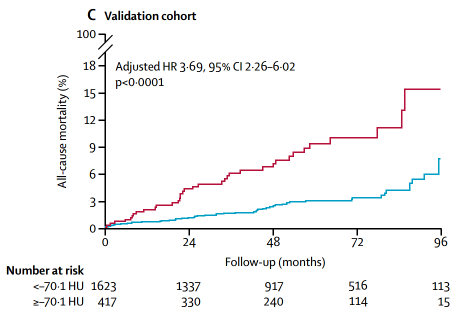 C Validation cohort
100
18
15
12
9
6
3
0
All-cause mortality (%)
Adjusted HR 3·69, 95% CI 2·26–6·02
p<0·0001
0 24 48 72 96
Follow-up (months)
Number at risk
<–70·1 HU 1623 1337 917 516 113
≥–70·1 HU 417 330 240 114 15